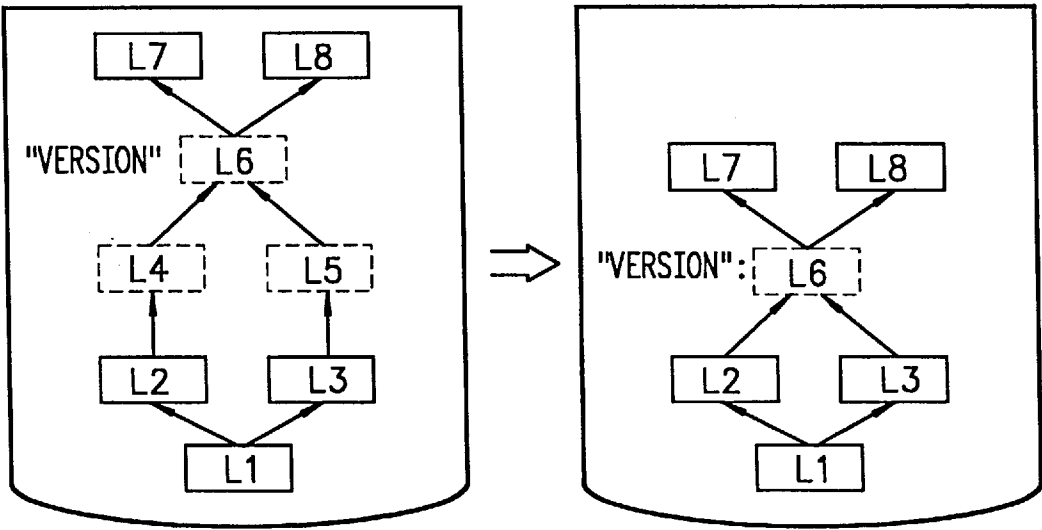 L7 L8
"VERSION" L6
L4 L5
L2 L3
L1
L7 L8
"VERSION": L6
L2 L3
L1